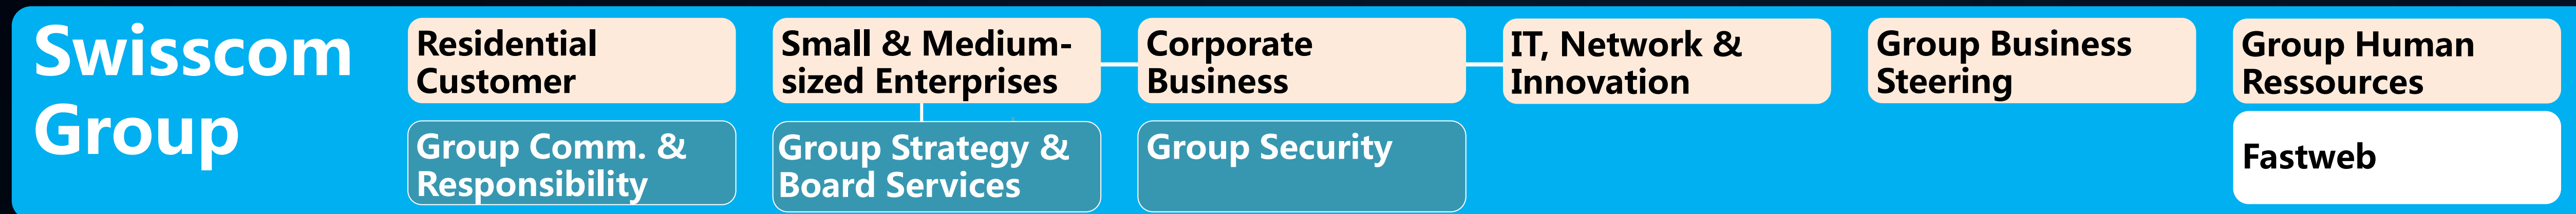 Swisscom
Group
Residential
Customer
Small & Medium-
sized Enterprises
Corporate
Business
IT, Network &
Innovation
Group Business
Steering
Group Human
Ressources
Group Comm. &
Responsibility
Group Strategy &
Board Services
Group Security
Fastweb